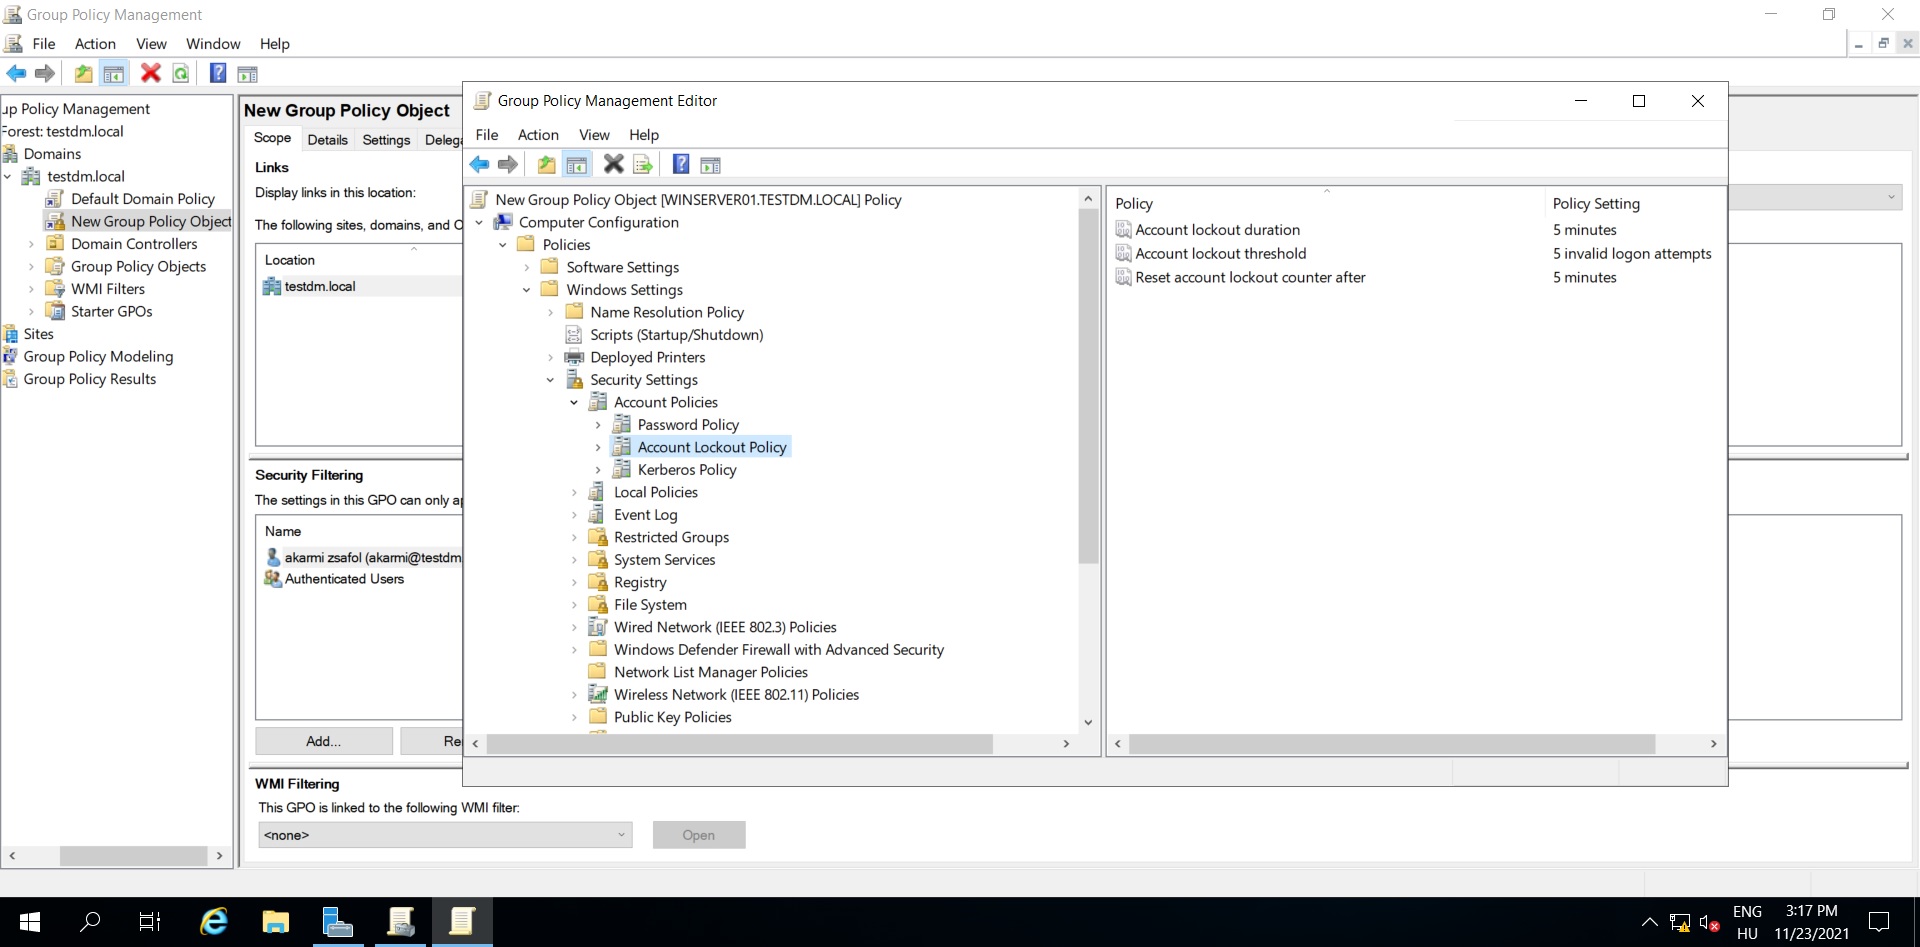 Group Policy Management
File Action View Window Help
up Policy Management
Forest: testdm.local
Domains
testdm.local
Default Domain Policy
New Group Policy Object
Domain Controllers
Group Policy Objects
WMI Filters
Starter GPOs
Sites
Group Policy Modeling
Group Policy Results
New Group Policy Object
Scope Details Settings Delega
Links
Display links in this location:
The following sites, domains, and O
Location
testdm.local
Security Filtering
The settings in this GPO can only ap
Name
akarmi zsafol (akarmi@testdm.
Authenticated Users
Add... Re
WMI Filtering
This GPO is linked to the following WMI filter:
<none> Open
Group Policy Management Editor
File Action View Help
New Group Policy Object [WINSERVER01.TESTDM.LOCAL] Policy
Computer Configuration
Policies
Software Settings
Windows Settings
Name Resolution Policy
Scripts (Startup/Shutdown)
Deployed Printers
Security Settings
Account Policies
Password Policy
Account Lockout Policy
Kerberos Policy
Local Policies
Event Log
Restricted Groups
System Services
Registry
File System
Wired Network (IEEE 802.3) Policies
Windows Defender Firewall with Advanced Security
Network List Manager Policies
Wireless Network (IEEE 802.11) Policies
Public Key Policies
Policy Policy Setting
Account lockout duration 5 minutes
Account lockout threshold 5 invalid logon attempts
Reset account lockout counter after 5 minutes
ENG 3:17 PM
HU 11/23/2021